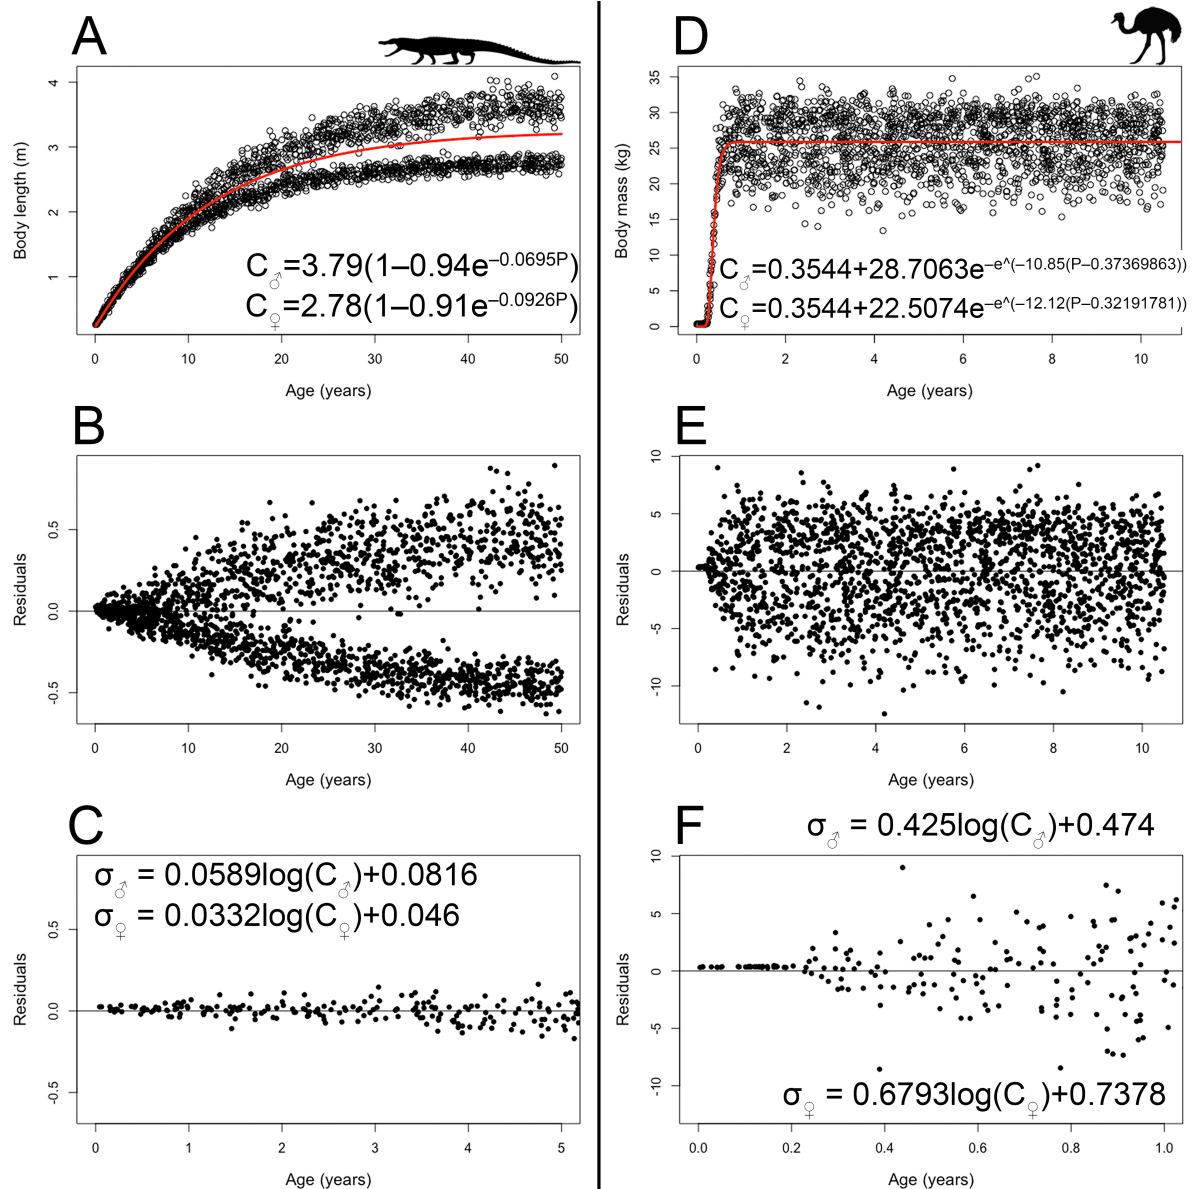 A
4
3
2
1
Body length (m)
C♂=3.79(1–0.94e–0.0695P)
C♀=2.78(1–0.91e–0.0926P)
0 10 20 30 40 50
Age (years)
D
35
30
25
20
15
10
5
0
Body mass (kg)
C♂=0.3544+28.7063e–e^(–10.85(P–0.37369863))
C♀=0.3544+22.5074e–e^(–12.12(P–0.32191781))
0 2 4 6 8 10
Age (years)
B
0.5
0.0
-0.5
Residuals
0 10 20 30 40 50
Age (years)
E
10
5
0
-5
-10
Residuals
0 2 4 6 8 10
Age (years)
C
σ♂ = 0.0589log(C♂)+0.0816
σ♀ = 0.0332log(C♀)+0.046
0.5
0.0
-0.5
Residuals
0 1 2 3 4 5
Age (years)
F
σ♂ = 0.425log(C♂)+0.474
10
5
0
-5
-10
Residuals
σ♀ = 0.6793log(C♀)+0.7378
0.0 0.2 0.4 0.6 0.8 1.0
Age (years)